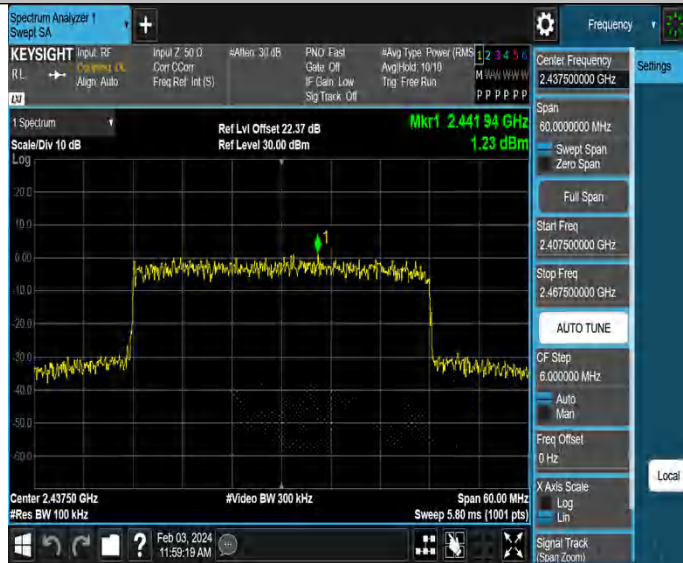 Spectrum Analyzer 1
Swept SA
+
Frequency
KEYSIGHT
Input: RF
Input Z: 50 Ω
#Atten: 30 dB
PNO: Fast
#Avg Type: Power (RMS
1 2 3 4 5 6
RL
Coupling: DC
Corr CCorr
Gate: Off
Avg|Hold: 10/10
M W W W W W
Align: Auto
Freq Ref: Int (S)
IF Gain: Low
Trig: Free Run
Sig Track: Off
P P P P P P
LXI
1 Spectrum
Ref Lvl Offset 22.37 dB
Mkr1 2.441 94 GHz
Scale/Div 10 dB
Ref Level 30.00 dBm
1.23 dBm
Log
20.0
10.0
0.00
-10.0
-20.0
-30.0
-40.0
-50.0
-60.0
1
Center 2.43750 GHz
#Video BW 300 kHz
Span 60.00 MHz
#Res BW 100 kHz
Sweep 5.80 ms (1001 pts)
?
Feb 03, 2024
11:59:19 AM
Center Frequency
2.437500000 GHz
Settings
Span
60.0000000 MHz
Swept Span
Zero Span
Full Span
Start Freq
2.407500000 GHz
Stop Freq
2.467500000 GHz
AUTO TUNE
CF Step
6.000000 MHz
Auto
Man
Freq Offset
0 Hz
X Axis Scale
Log
Lin
Local
Signal Track
(Span Zoom)